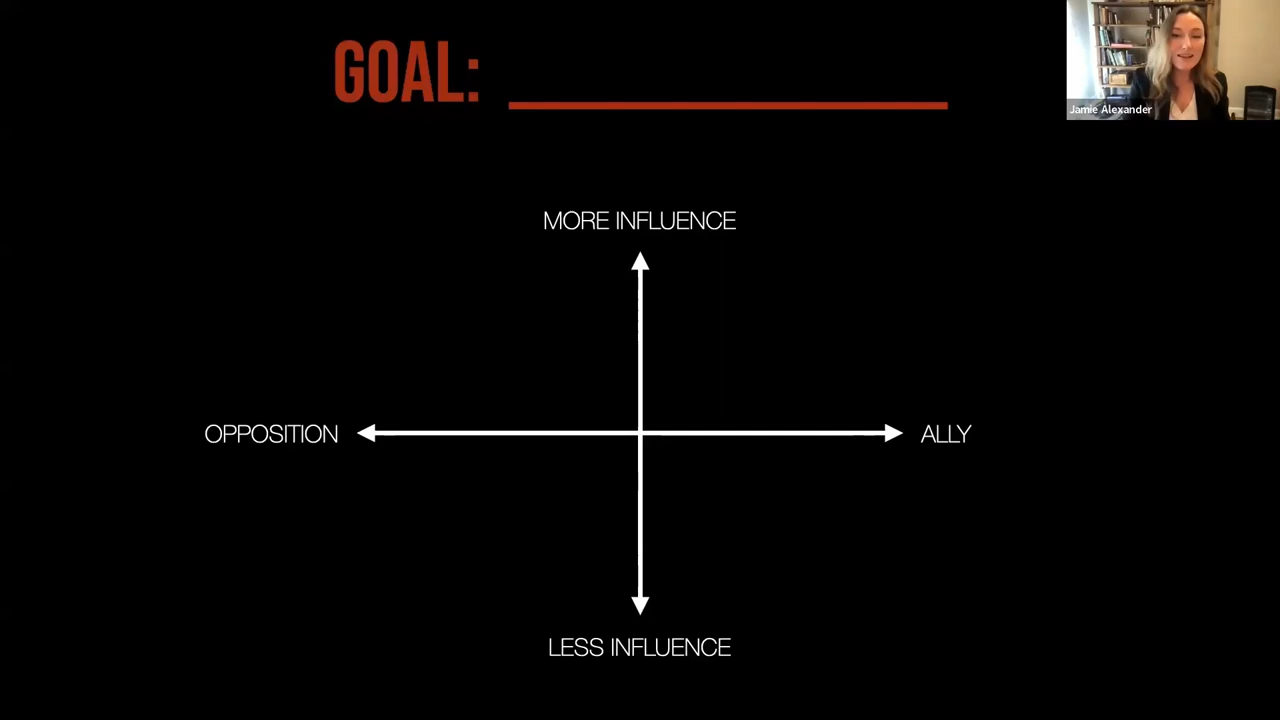 GOAL:
Jamie Alexander
MORE INFLUENCE
OPPOSITION
ALLY
LESS INFLUENCE